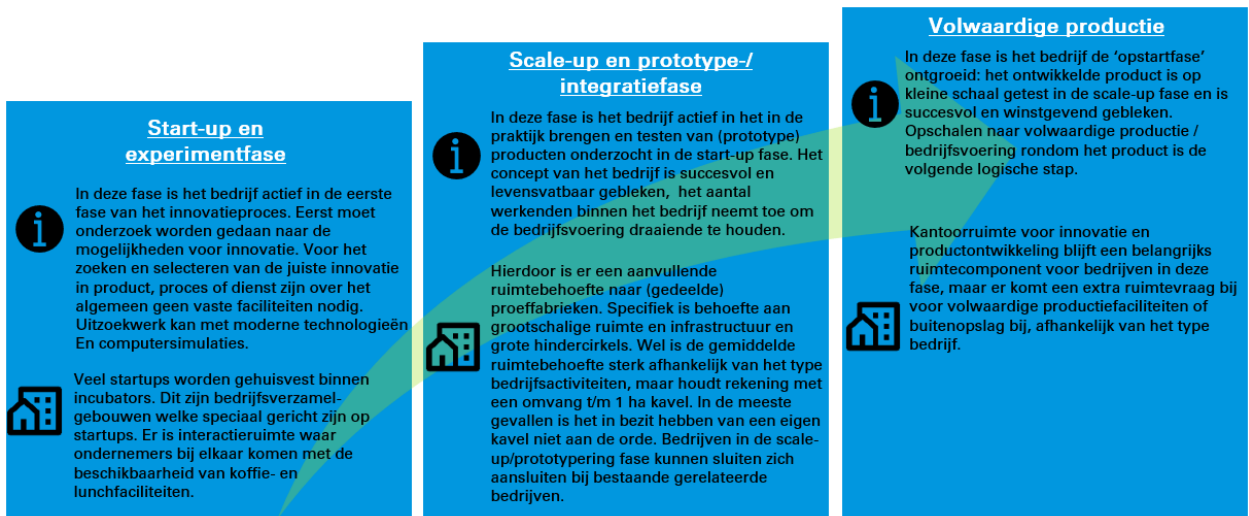 Start-up en
experimentfase
In deze fase is het bedrijf actief in de eerste
fase van het innovatieproces. Eerst moet
onderzoek worden gedaan naar de
mogelijkheden voor innovatie. Voor het
zoeken en selecteren van de juiste innovatie
in product, proces of dienst zijn over het
algemeen geen vaste faciliteiten nodig.
Uitzoekwerk kan met moderne technologieën
En computersimulaties.
Veel startups worden gehuisvest binnen
incubators. Dit zijn bedrijfsverzamel-
gebouwen welke speciaal gericht zijn op
startups. Er is interactieruimte waar
ondernemers bij elkaar komen met de
beschikbaarheid van koffie- en
lunchfaciliteiten.
Scale-up en prototype-/
integratiefase
In deze fase is het bedrijf actief in het in de
praktijk brengen en testen van (prototype)
producten onderzocht in de start-up fase. Het
concept van het bedrijf is succesvol en
levensvatbaar gebleken, het aantal
werkenden binnen het bedrijf neemt toe om
de bedrijfsvoering draaiende te houden.
Hierdoor is er een aanvullende
ruimtebehoefte naar (gedeelde)
proeffabrieken. Specifiek is behoefte aan
grootschalige ruimte en infrastructuur en
grote hindercirkels. Wel is de gemiddelde
ruimtebehoefte sterk afhankelijk van het type
bedrijfsactiviteiten, maar houdt rekening met
een omvang t/m 1 ha kavel. In de meeste
gevallen is het in bezit hebben van een eigen
kavel niet aan de orde. Bedrijven in de scale-
up/prototypering fase kunnen sluiten zich
aansluiten bij bestaande gerelateerde
bedrijven.
Volwaardige productie
In deze fase is het bedrijf de ‘opstartfase’
ontgroeid: het ontwikkelde product is op
kleine schaal getest in de scale-up fase en is
succesvol en winstgevend gebleken.
Opschalen naar volwaardige productie /
bedrijfsvoering rondom het product is de
volgende logische stap.
Kantoorruimte voor innovatie en
productontwikkeling blijft een belangrijks
ruimtecomponent voor bedrijven in deze
fase, maar er komt een extra ruimtevraag bij
voor volwaardige productiefaciliteiten of
buitenopslag bij, afhankelijk van het type
bedrijf.